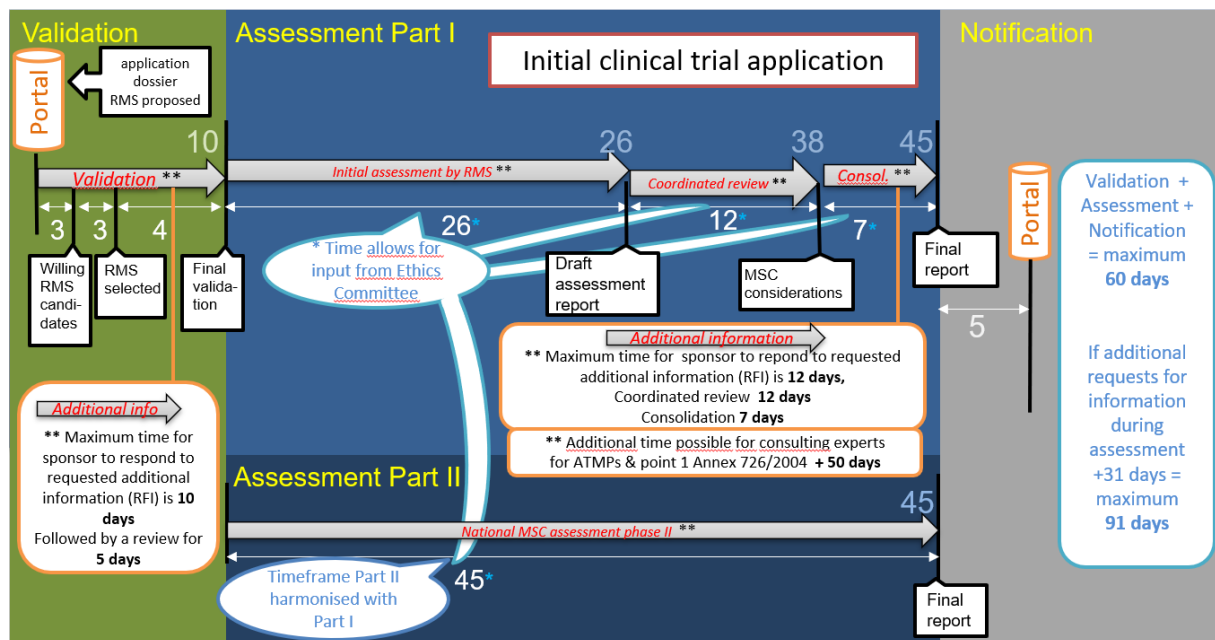 Validation
Portal
application
dossier
RMS proposed
10
Validation **
3
3
4
Willing
RMS
candi-
dates
RMS
selected
Final
valida-
tion
Additional info
** Maximum time for
sponsor to respond to
requested additional
information (RFI) is 10
days
Followed by a review for
5 days
Assessment Part I
Initial clinical trial application
26
38
45
Initial assessment by RMS **
Coordinated review **
Consol. **
26*
12*
7*
* Time allows for
input from Ethics
Committee
Draft
assessment
report
MSC
considerations
Final
report
Additional information
** Maximum time for sponsor to repond to requested
additional information (RFI) is 12 days,
Coordinated review 12 days
Consolidation 7 days
** Additional time possible for consulting experts
for ATMPs & point 1 Annex 726/2004 + 50 days
Assessment Part II
45
National MSC assessment phase II **
45*
Timeframe Part II
harmonised with
Part I
Final
report
Notification
Portal
5
Validation +
Assessment +
Notification
= maximum
60 days
If additional
requests for
information
during
assessment
+31 days =
maximum
91 days